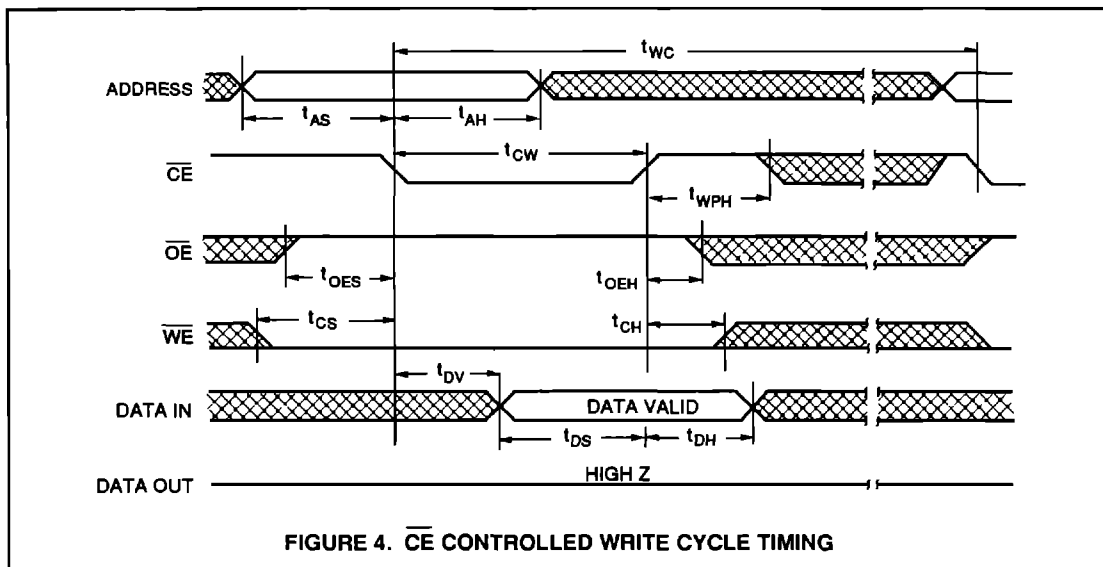 tWC
ADDRESS
tAS
tAH
tCW
CE
tWPH
OE
tOES
tOEH
tCS
tCH
WE
tDV
DATA IN
DATA VALID
tDS
tDH
HIGH Z
DATA OUT
FIGURE 4. CE CONTROLLED WRITE CYCLE TIMING